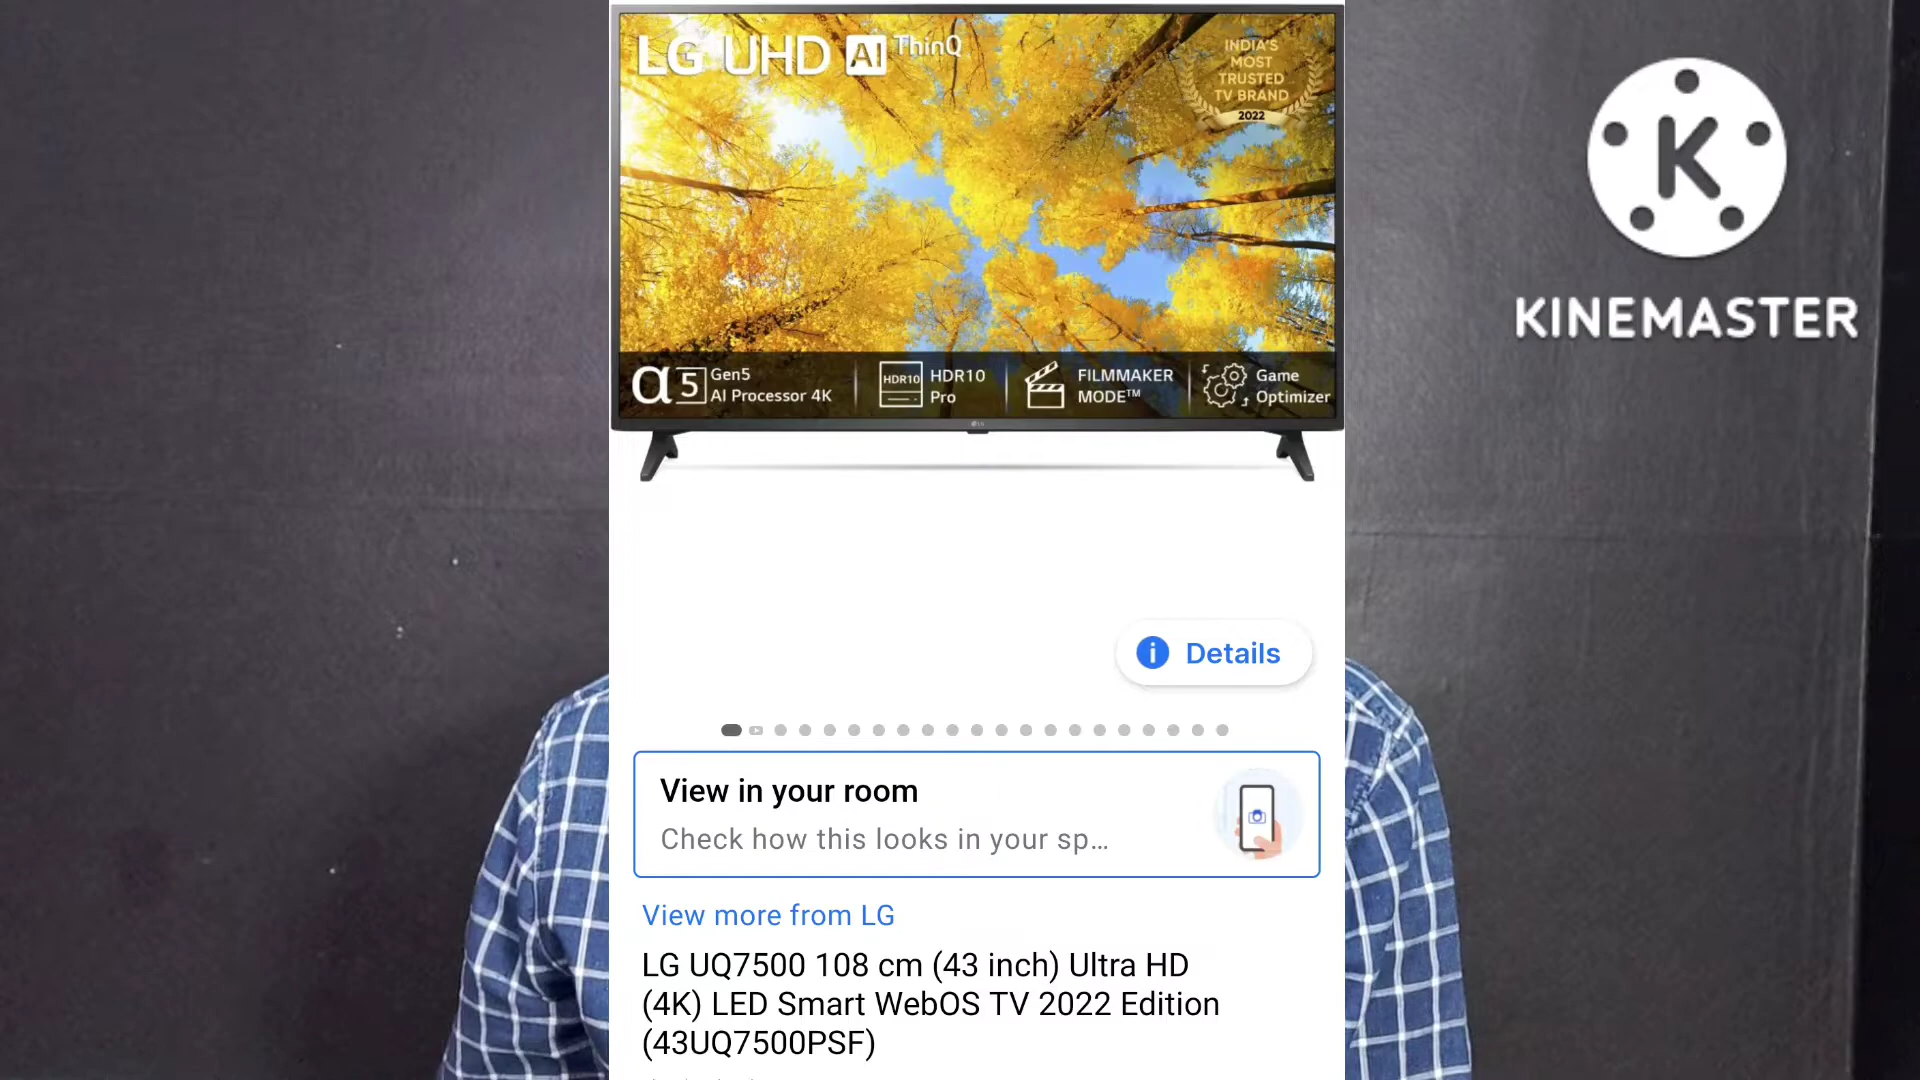 LG UHD AI ThinQ
INDIA'S
MOST
TRUSTED
TV BRAND
2022
K
KINEMASTER
α5 Gen5
AI Processor 4K
HDR10
HDR10
Pro
FILMMAKER
MODE™
Game
Optimizer
LG
i Details
View in your room
Check how this looks in your sp...
View more from LG
LG UQ7500 108 cm (43 inch) Ultra HD
(4K) LED Smart WebOS TV 2022 Edition
(43UQ7500PSF)